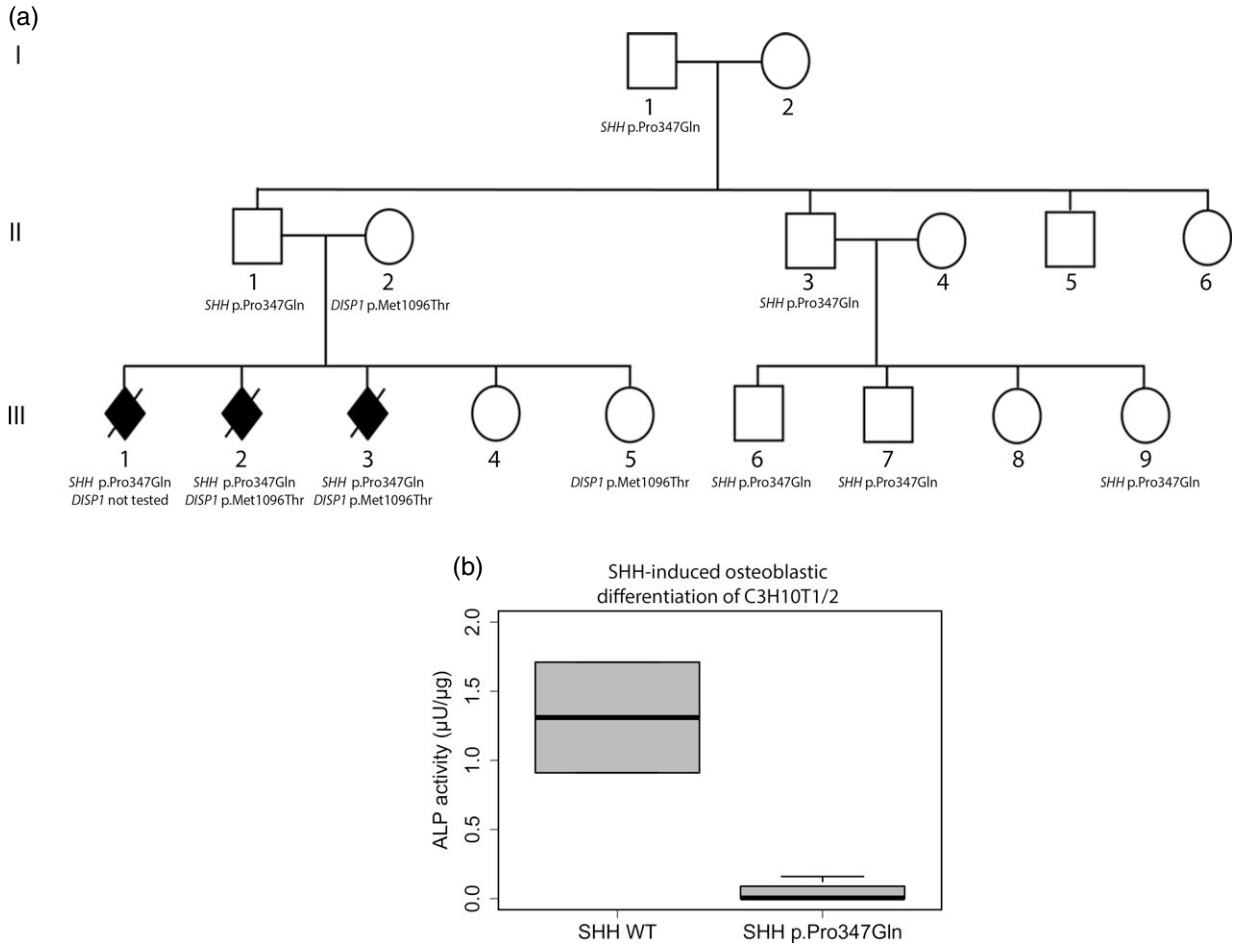 (a)
I
1
2
SHH p.Pro347Gln
II
1
2
3
4
5
6
SHH p.Pro347Gln
DISP1 p.Met1096Thr
SHH p.Pro347Gln
III
1
2
3
4
5
6
7
8
9
SHH p.Pro347Gln
DISP1 not tested
SHH p.Pro347Gln
DISP1 p.Met1096Thr
SHH p.Pro347Gln
DISP1 p.Met1096Thr
DISP1 p.Met1096Thr
SHH p.Pro347Gln
SHH p.Pro347Gln
SHH p.Pro347Gln
(b)
SHH-induced osteoblastic
differentiation of C3H10T1/2
ALP activity (µU/µg)
2.0
1.5
1.0
0.5
0.0
SHH WT
SHH p.Pro347Gln